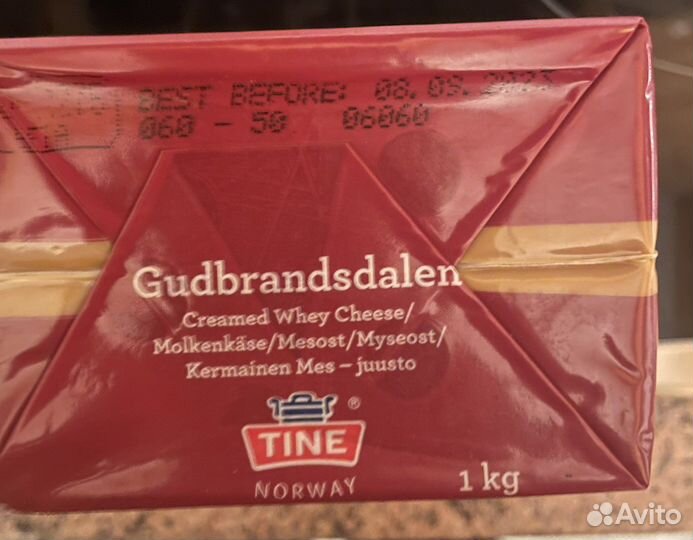 BEST BEFORE: 08.09.2023
060 - 50 06060
Gudbrandsdalen
Creamed Whey Cheese/
Molkenkäse/Mesost/Myseost/
Kermainen Mes – juusto
®
TINE
NORWAY
1 kg
Avito